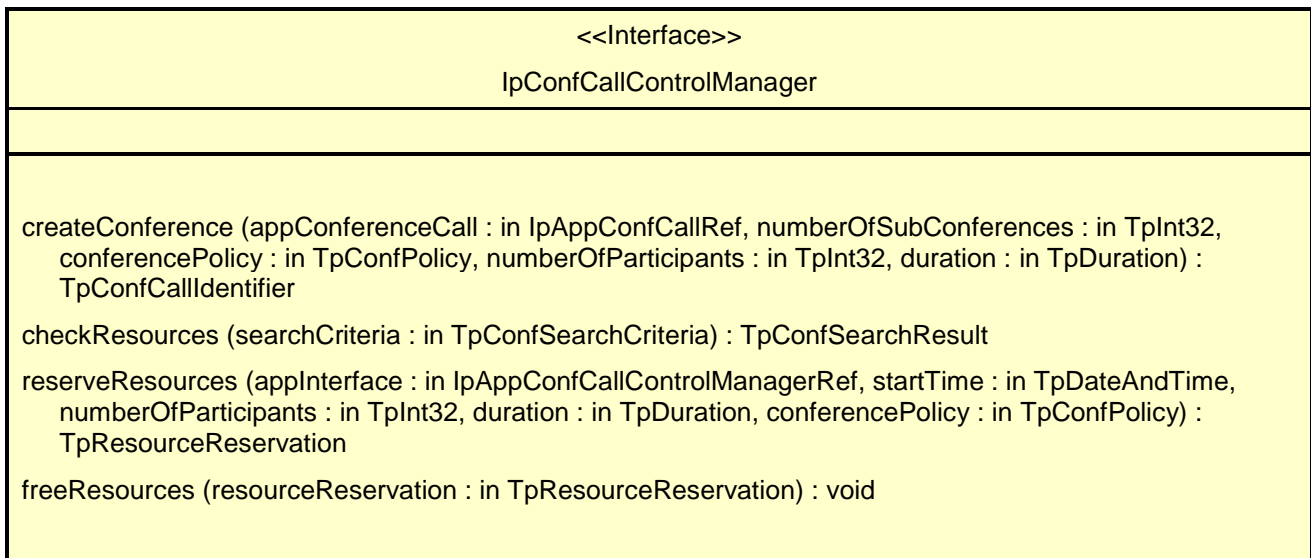 <<Interface>>
IpConfCallControlManager
createConference (appConferenceCall : in IpAppConfCallRef, numberOfSubConferences : in TpInt32,
conferencePolicy : in TpConfPolicy, numberOfParticipants : in TpInt32, duration : in TpDuration) :
TpConfCallIdentifier
checkResources (searchCriteria : in TpConfSearchCriteria) : TpConfSearchResult
reserveResources (appInterface : in IpAppConfCallControlManagerRef, startTime : in TpDateAndTime,
numberOfParticipants : in TpInt32, duration : in TpDuration, conferencePolicy : in TpConfPolicy) :
TpResourceReservation
freeResources (resourceReservation : in TpResourceReservation) : void